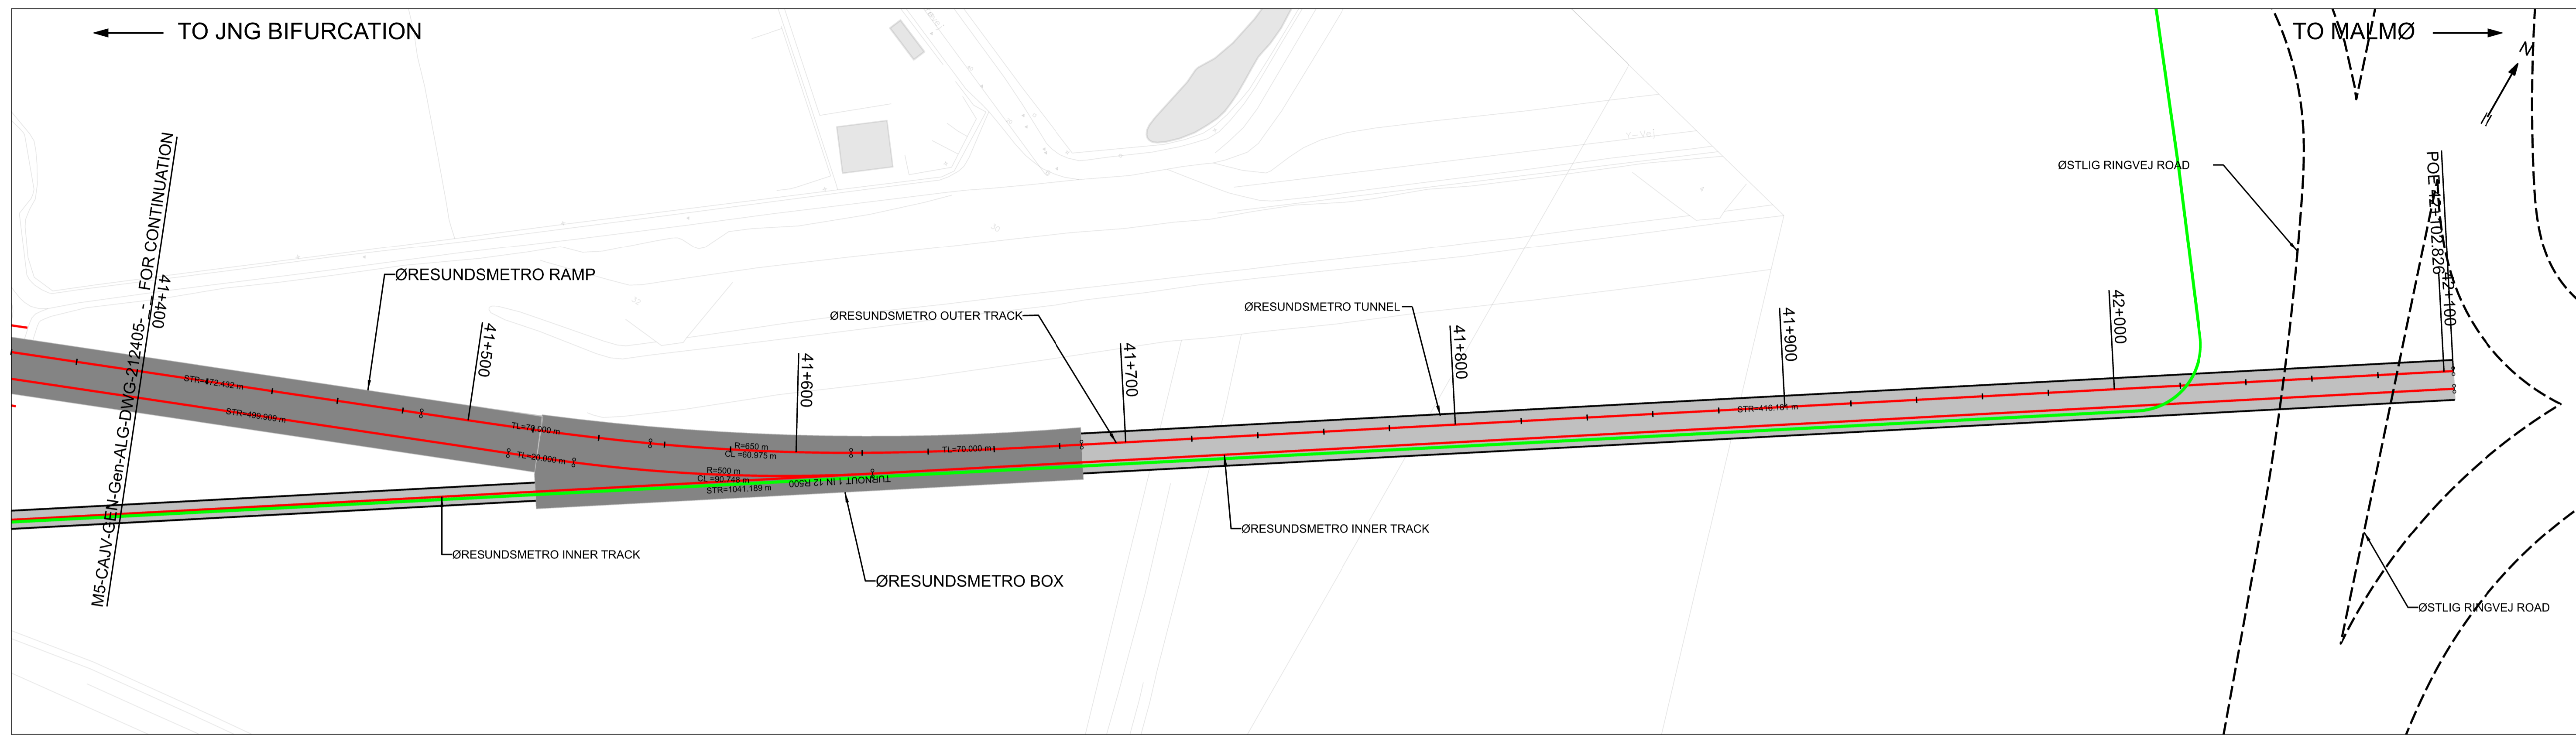 TO JNG BIFURCATION
TO MALMØ
N
ØSTLIG RINGVEJ ROAD
POE 42+102.826
42+100
M5-CAJV-GEN-Gen-ALG-DWG-212405-_ _ FOR CONTINUATION
41+400
ØRESUNDSMETRO RAMP
42+000
ØRESUNDSMETRO OUTER TRACK
ØRESUNDSMETRO TUNNEL
41+500
41+600
41+700
41+800
41+900
STR=472.432 m
STR=499.909 m
TL=70.000 m
TL=20.000 m
R=650 m
CL =60.975 m
TL=70.000 m
STR=416.181 m
R=500 m
CL =90.748 m
STR=1041.189 m
TURNOUT 1 IN 12 R500
ØRESUNDSMETRO INNER TRACK
ØRESUNDSMETRO INNER TRACK
ØRESUNDSMETRO BOX
ØSTLIG RINGVEJ ROAD